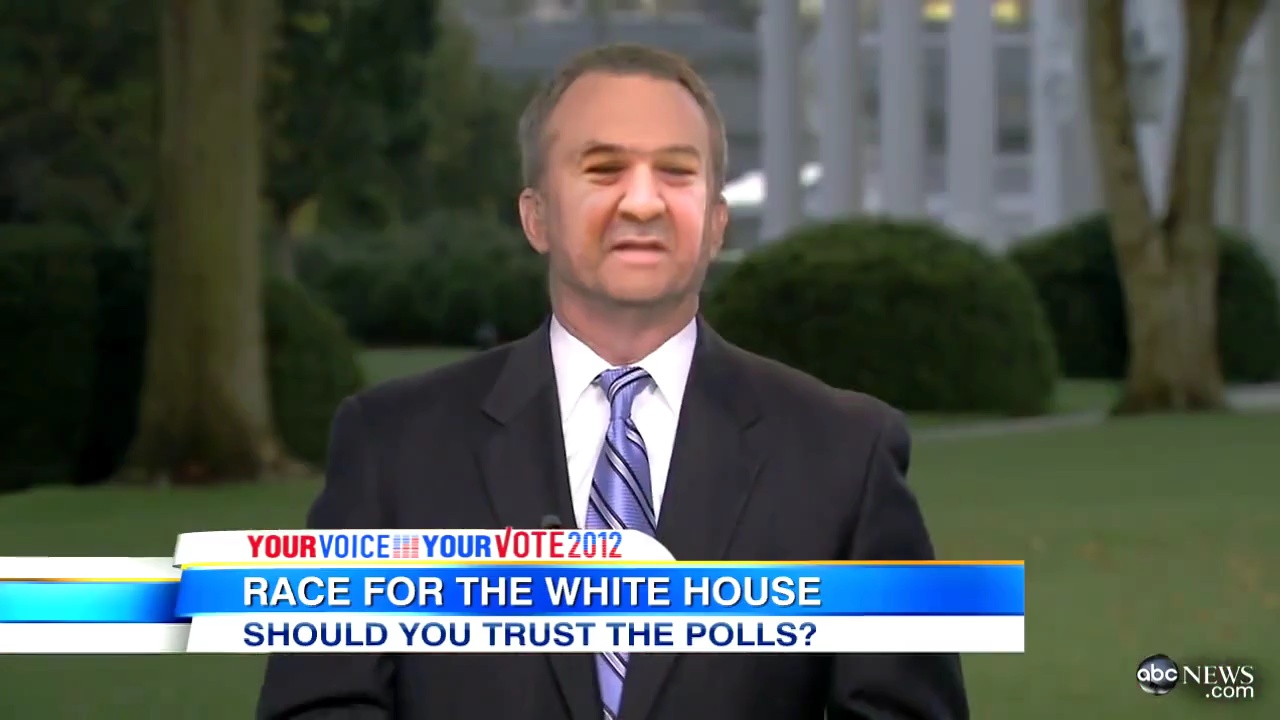 YOUR VOICE YOUR VOTE 2012
RACE FOR THE WHITE HOUSE
SHOULD YOU TRUST THE POLLS?
abc NEWS
.com